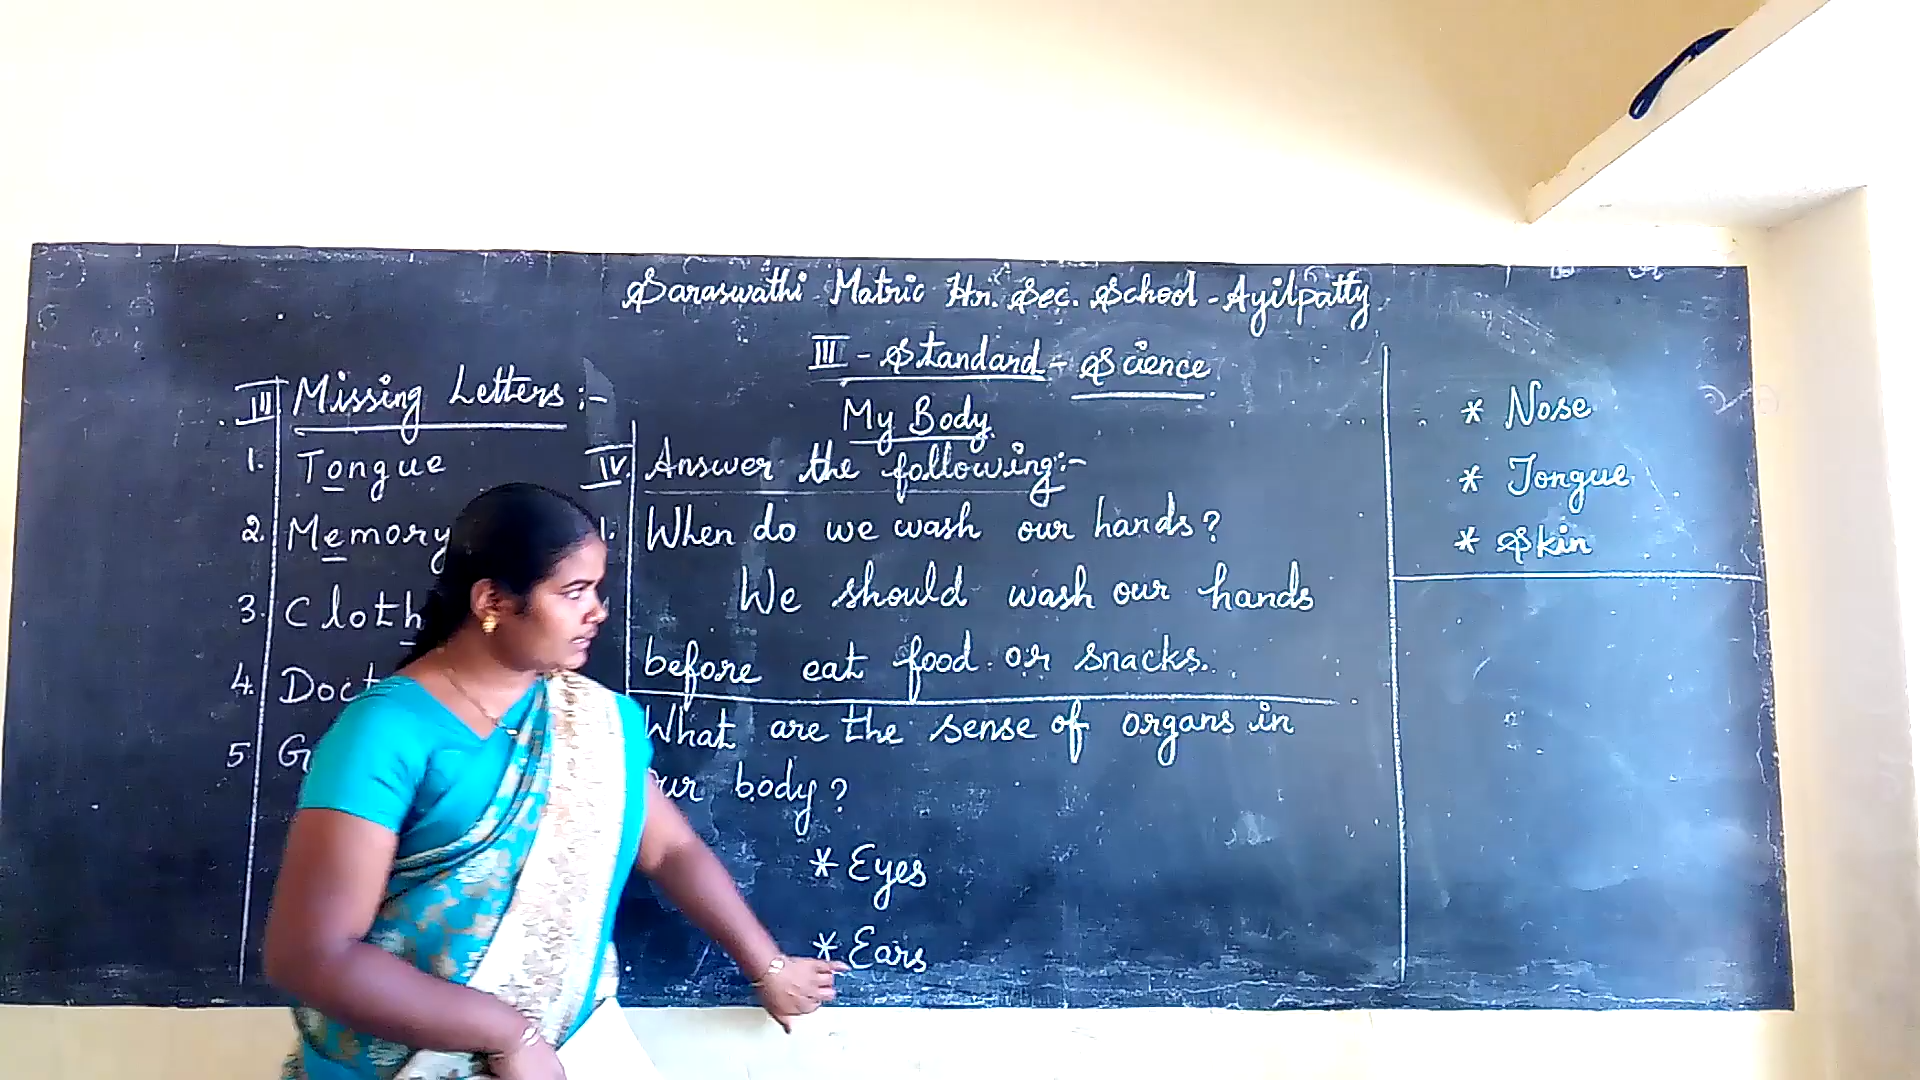 Saraswathi Matric Hr. Sec. School - Ayilpatty
III - Standard - Science
My Body
III Missing Letters :-
1. Tongue
2. Memory
3. Cloth
4. Doct
5. G
IV. Answer the following:-
1. When do we wash our hands?
We should wash our hands
before eat food or snacks.
What are the sense of organs in
our body?
* Eyes
* Ears
* Nose
* Tongue
* Skin